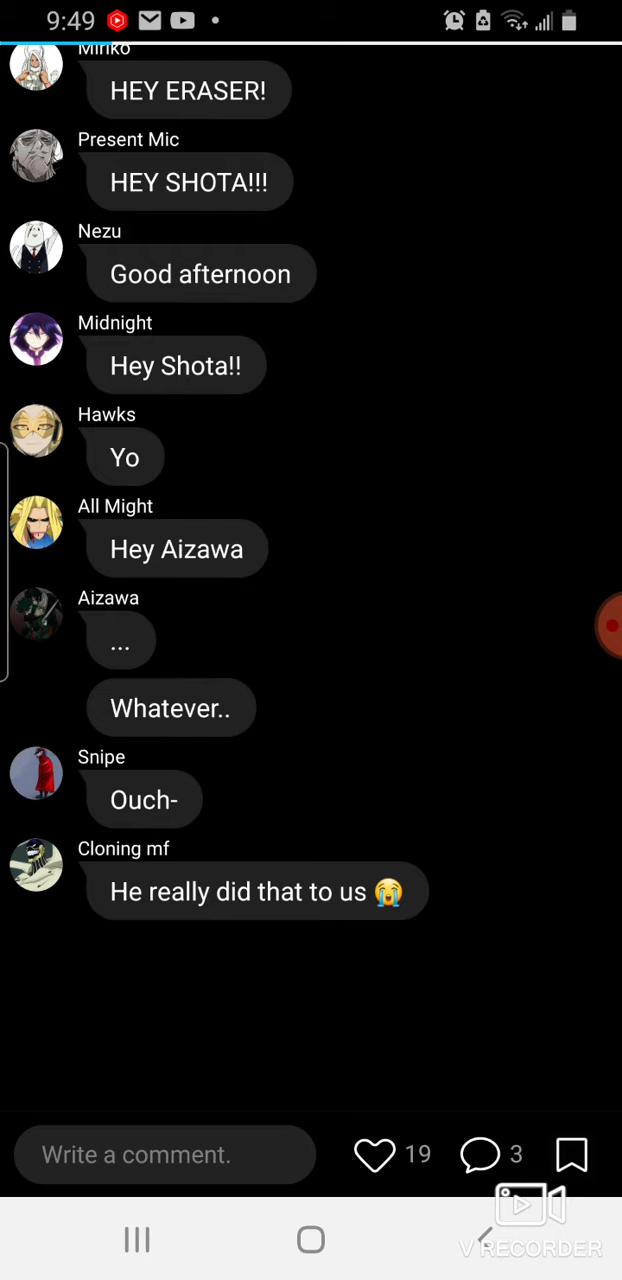 9:49
Miriko
HEY ERASER!
Present Mic
HEY SHOTA!!!
Nezu
Good afternoon
Midnight
Hey Shota!!
Hawks
Yo
All Might
Hey Aizawa
Aizawa
...
Whatever..
Snipe
Ouch-
Cloning mf
He really did that to us 😭
Write a comment.
19
3
V RECORDER